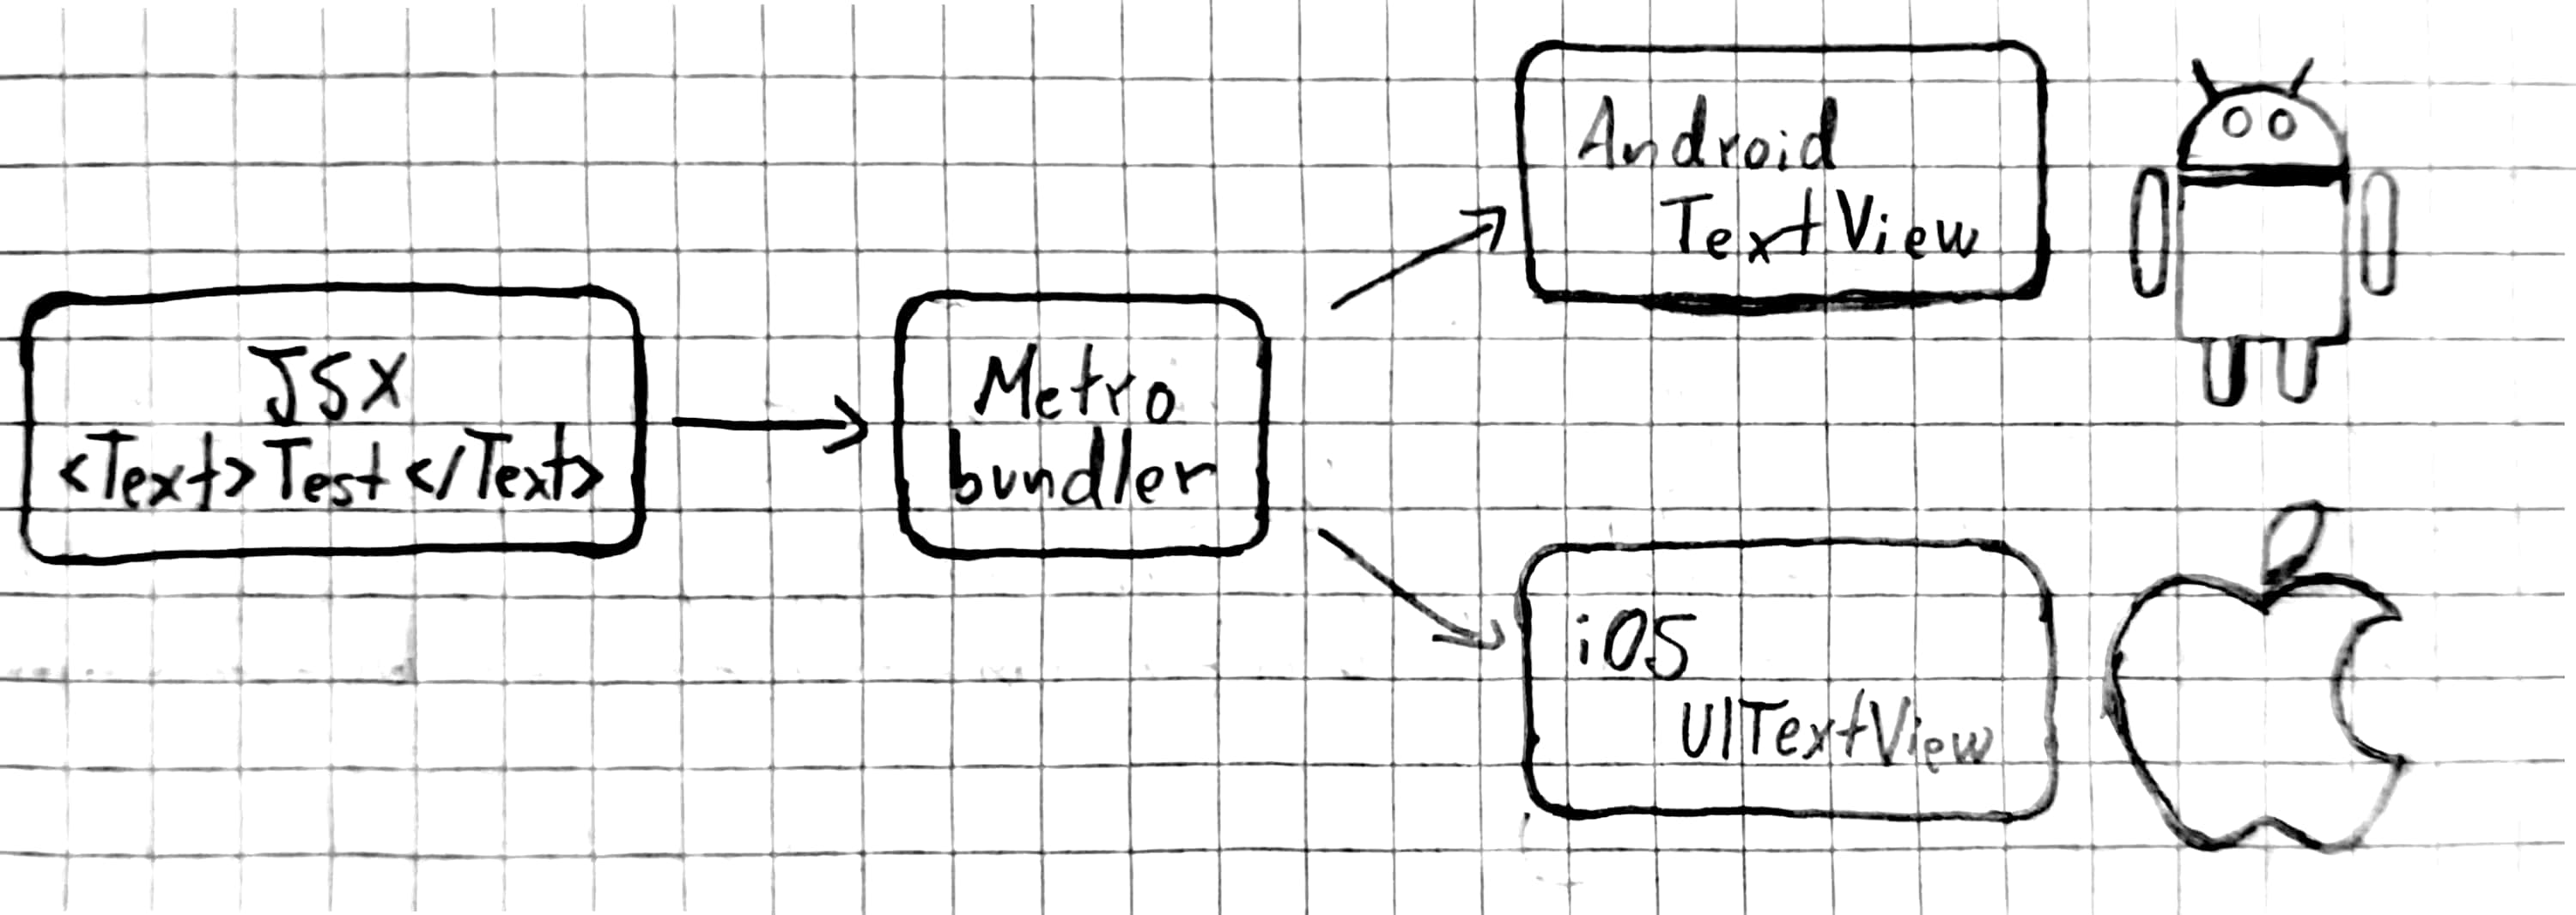 JSX
<Text>Test</Text>
Metro
bundler
Android
TextView
iOS
UITextView